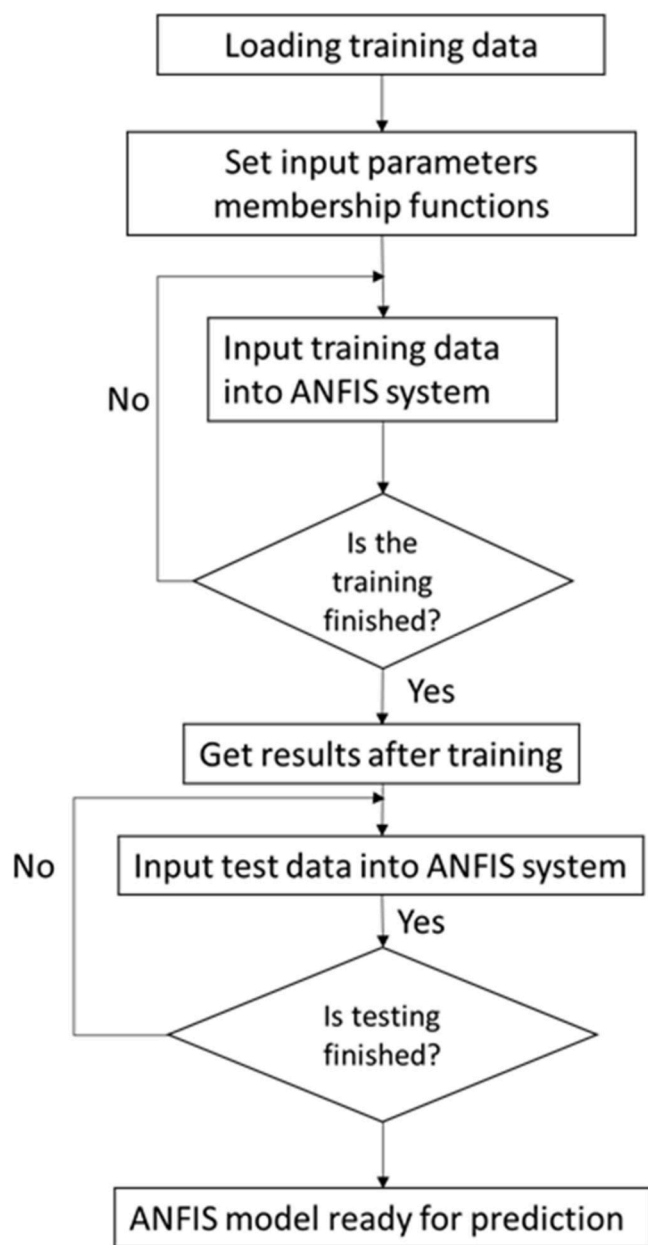 Loading training data
Set input parameters
membership functions
Input training data
into ANFIS system
No
Is the
training
finished?
Yes
Get results after training
No
Input test data into ANFIS system
Yes
Is testing
finished?
ANFIS model ready for prediction